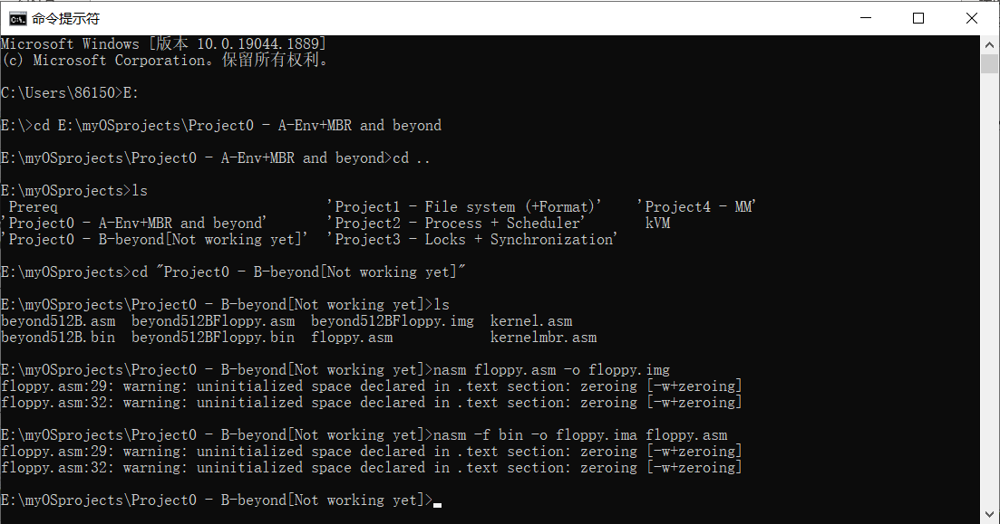 命令提示符
Microsoft Windows [版本 10.0.19044.1889]
(c) Microsoft Corporation。保留所有权利。
C:\Users\86150>E:
E:\>cd E:\myOSprojects\Project0 - A-Env+MBR and beyond
E:\myOSprojects\Project0 - A-Env+MBR and beyond>cd ..
E:\myOSprojects>ls
 Prereq                                 'Project1 - File system (+Format)'    'Project4 - MM'
'Project0 - A-Env+MBR and beyond'       'Project2 - Process + Scheduler'       kVM
'Project0 - B-beyond[Not working yet]'  'Project3 - Locks + Synchronization'
E:\myOSprojects>cd "Project0 - B-beyond[Not working yet]"
E:\myOSprojects\Project0 - B-beyond[Not working yet]>ls
beyond512B.asm  beyond512BFloppy.asm  beyond512BFloppy.img  kernel.asm
beyond512B.bin  beyond512BFloppy.bin  floppy.asm            kernelmbr.asm
E:\myOSprojects\Project0 - B-beyond[Not working yet]>nasm floppy.asm -o floppy.img
floppy.asm:29: warning: uninitialized space declared in .text section: zeroing [-w+zeroing]
floppy.asm:32: warning: uninitialized space declared in .text section: zeroing [-w+zeroing]
E:\myOSprojects\Project0 - B-beyond[Not working yet]>nasm -f bin -o floppy.ima floppy.asm
floppy.asm:29: warning: uninitialized space declared in .text section: zeroing [-w+zeroing]
floppy.asm:32: warning: uninitialized space declared in .text section: zeroing [-w+zeroing]
E:\myOSprojects\Project0 - B-beyond[Not working yet]>